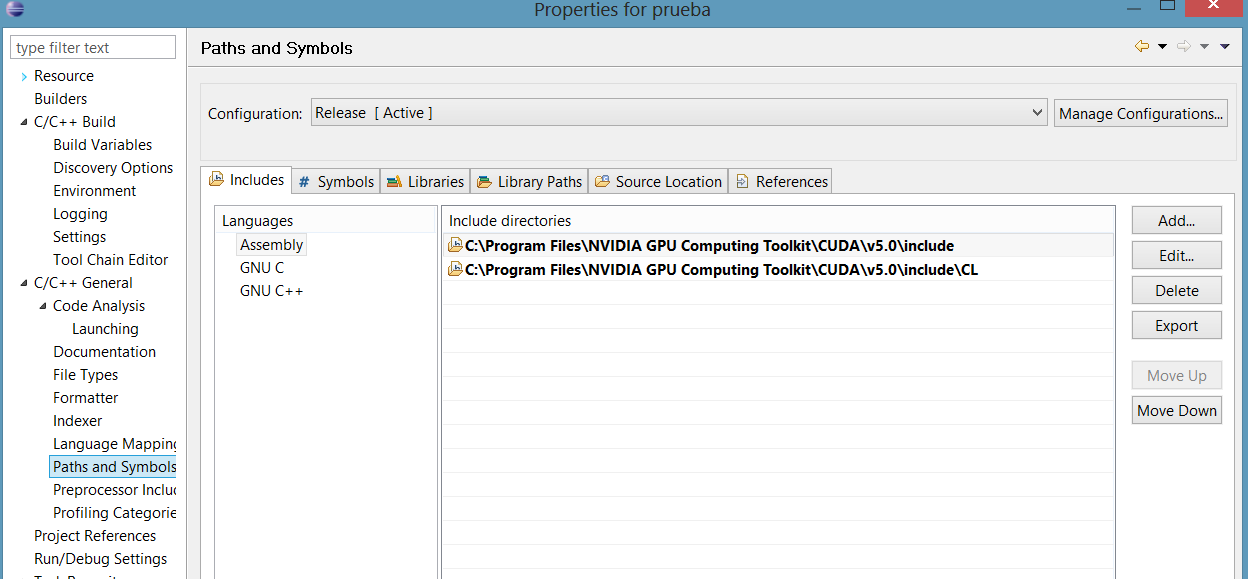 Properties for prueba
type filter text
Resource
Builders
C/C++ Build
Build Variables
Discovery Options
Environment
Logging
Settings
Tool Chain Editor
C/C++ General
Code Analysis
Launching
Documentation
File Types
Formatter
Indexer
Language Mapping
Paths and Symbols
Preprocessor Inclu
Profiling Categorie
Project References
Run/Debug Settings
Paths and Symbols
Configuration:
Release [ Active ]
Manage Configurations...
Includes
# Symbols
Libraries
Library Paths
Source Location
References
Languages
Assembly
GNU C
GNU C++
Include directories
C:\Program Files\NVIDIA GPU Computing Toolkit\CUDA\v5.0\include
C:\Program Files\NVIDIA GPU Computing Toolkit\CUDA\v5.0\include\CL
Add...
Edit...
Delete
Export
Move Up
Move Down